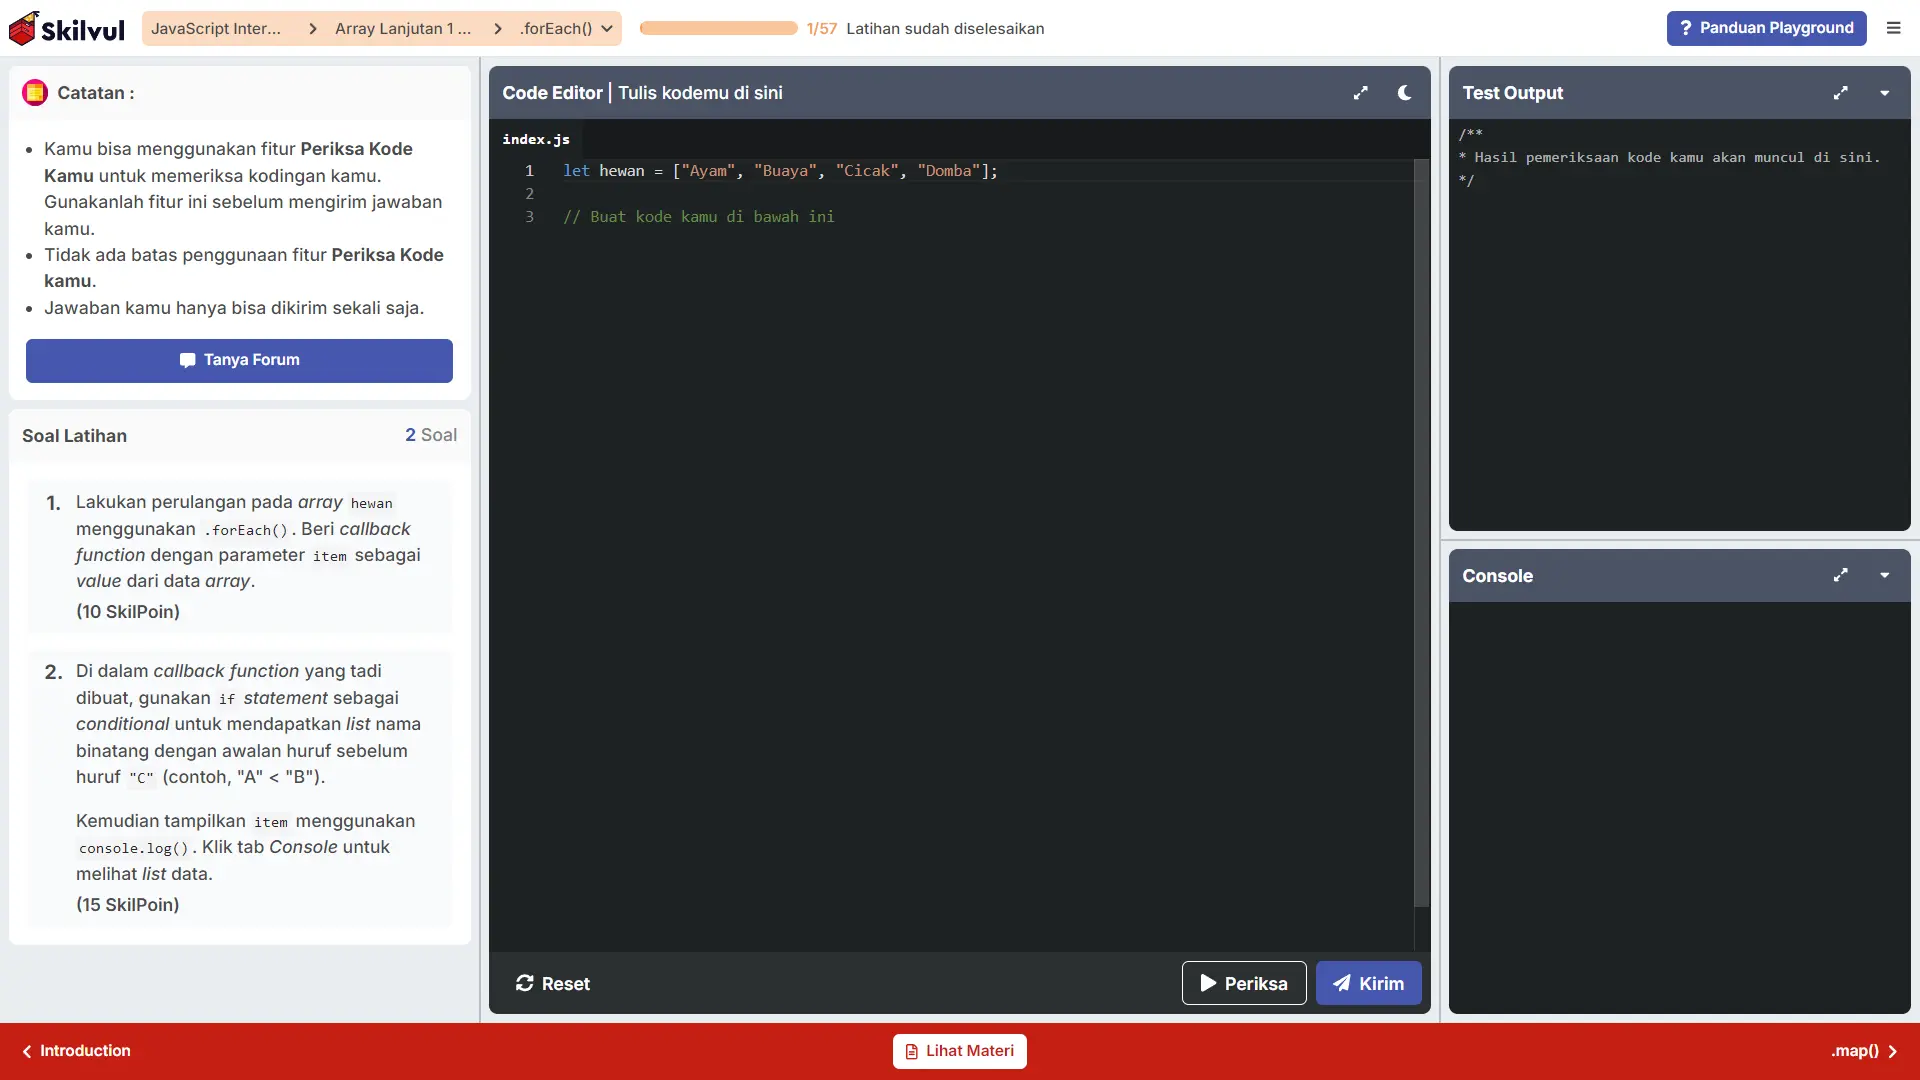 Skilvul
JavaScript Inter... > Array Lanjutan 1 ... > .forEach()
1/57 Latihan sudah diselesaikan
? Panduan Playground
Catatan :
• Kamu bisa menggunakan fitur Periksa Kode
Kamu untuk memeriksa kodingan kamu.
Gunakanlah fitur ini sebelum mengirim jawaban
kamu.
• Tidak ada batas penggunaan fitur Periksa Kode
kamu.
• Jawaban kamu hanya bisa dikirim sekali saja.
Tanya Forum
Soal Latihan
2 Soal
1. Lakukan perulangan pada array hewan
menggunakan .forEach(). Beri callback
function dengan parameter item sebagai
value dari data array.
(10 SkilPoin)
2. Di dalam callback function yang tadi
dibuat, gunakan if statement sebagai
conditional untuk mendapatkan list nama
binatang dengan awalan huruf sebelum
huruf "C" (contoh, "A" < "B").
Kemudian tampilkan item menggunakan
console.log(). Klik tab Console untuk
melihat list data.
(15 SkilPoin)
Code Editor | Tulis kodemu di sini
index.js
1 let hewan = ["Ayam", "Buaya", "Cicak", "Domba"];
2
3 // Buat kode kamu di bawah ini
Reset
Periksa
Kirim
Test Output
/**
* Hasil pemeriksaan kode kamu akan muncul di sini.
*/
Console
Introduction
Lihat Materi
.map()